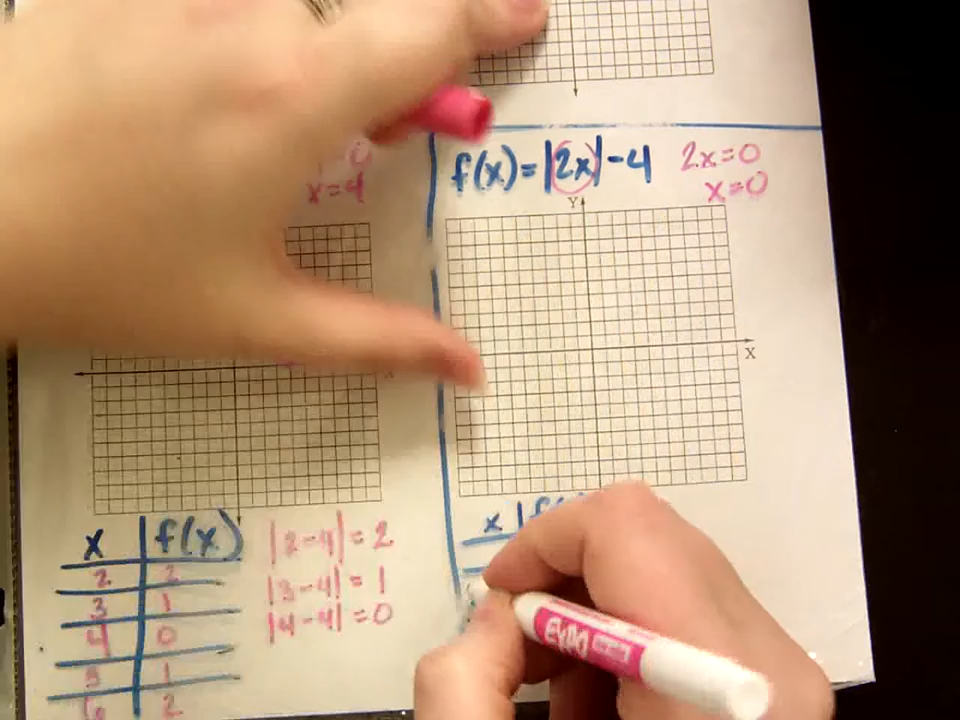 x=4
f(x)=|2x|-4
2x=0
x=0
Y
X
x f(x)
2 2
3 1
4 0
5 1
6 2
|2-4|=2
|3-4|=1
|4-4|=0
x
EXPO